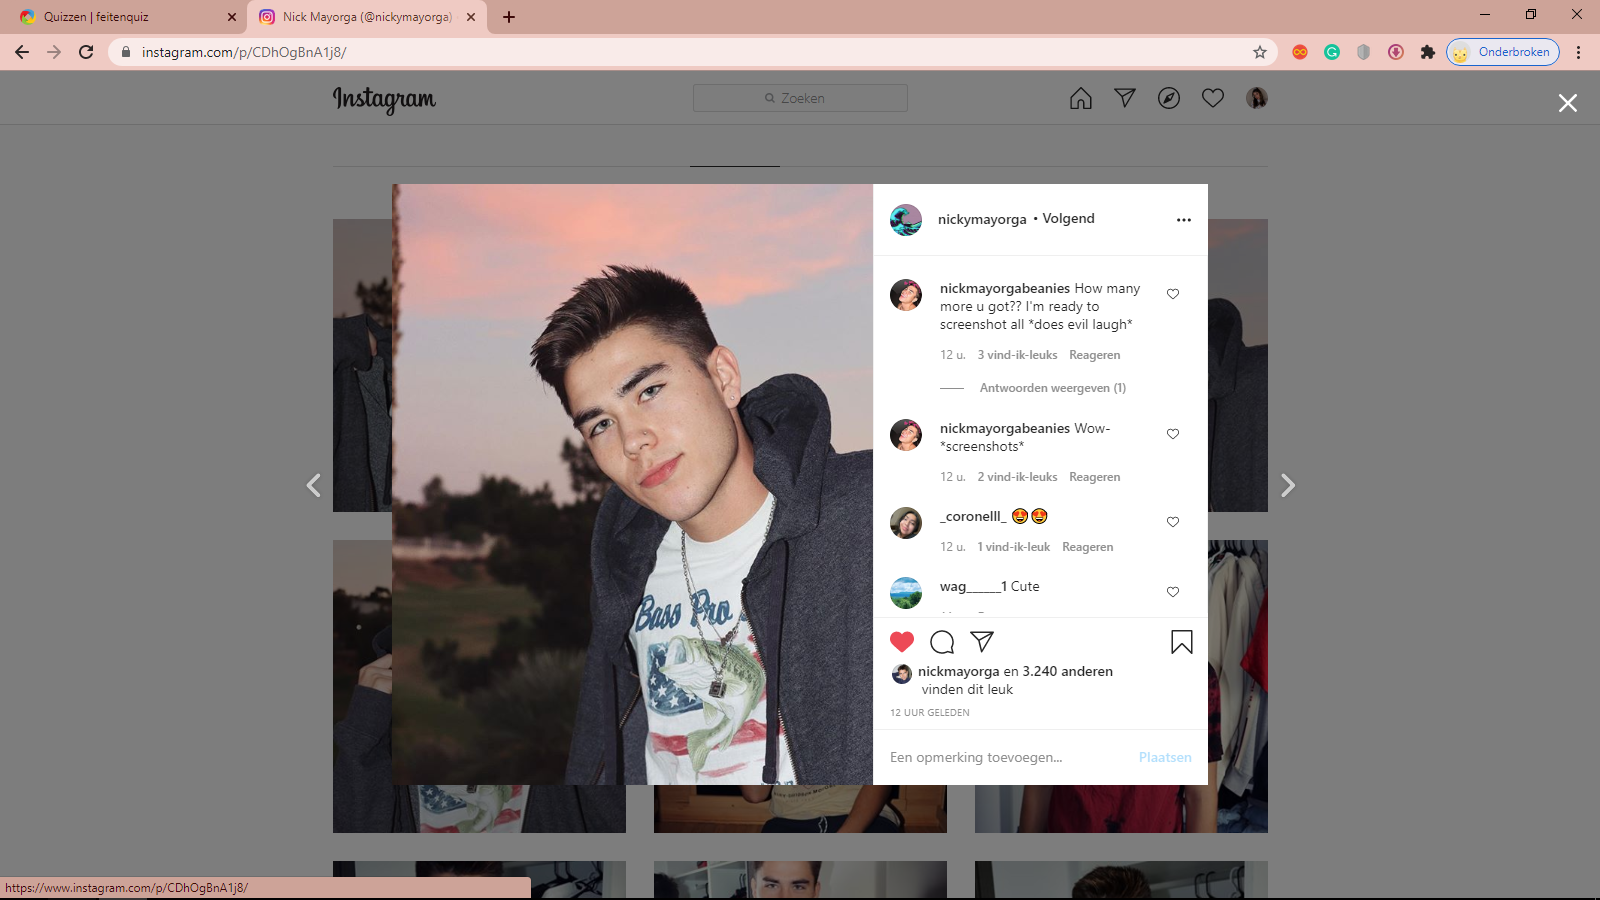 Quizzen | feitenquiz
Nick Mayorga (@nickymayorga)
instagram.com/p/CDhOgBnA1j8/
Onderbroken
Instagram
Zoeken
nickymayorga • Volgend
nickmayorgabeanies How many
more u got?? I'm ready to
screenshot all *does evil laugh*
12 u. 3 vind-ik-leuks Reageren
Antwoorden weergeven (1)
nickmayorgabeanies Wow-
*screenshots*
12 u. 2 vind-ik-leuks Reageren
_coronelll_ 😍😍
12 u. 1 vind-ik-leuk Reageren
wag______1 Cute
Bass Pro
nickmayorga en 3.240 anderen
vinden dit leuk
12 UUR GELEDEN
Een opmerking toevoegen...
Plaatsen
https://www.instagram.com/p/CDhOgBnA1j8/